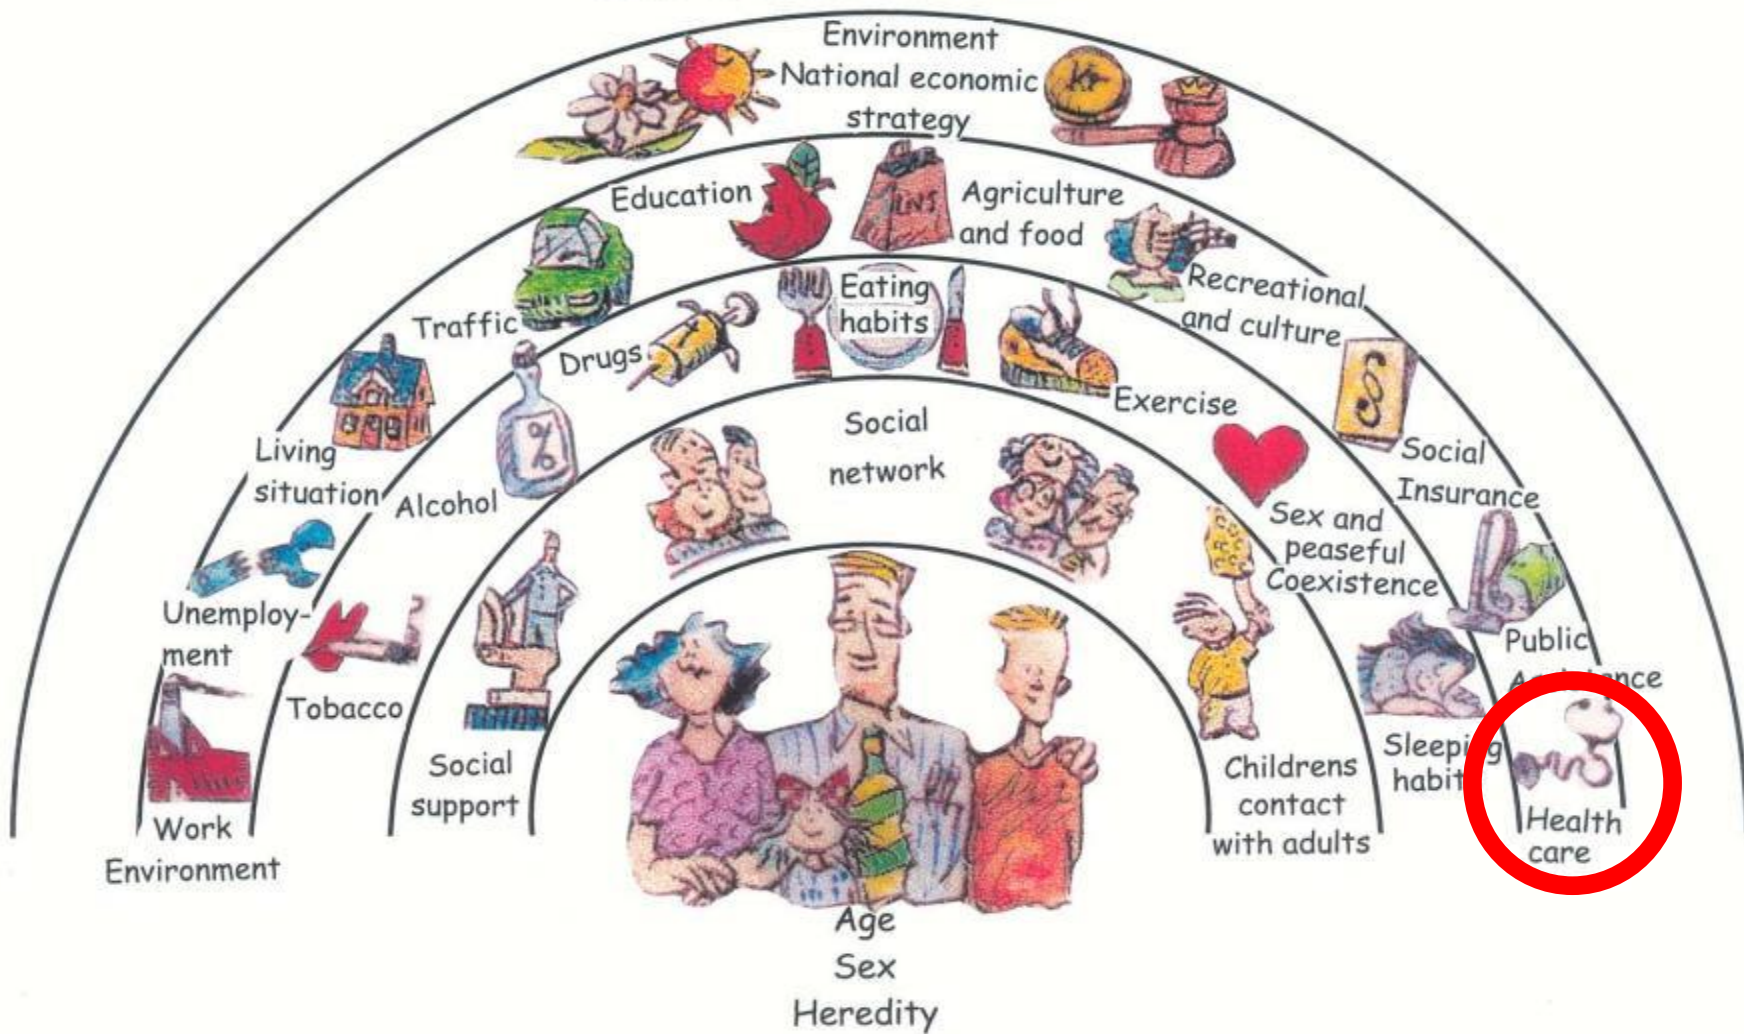 Environment
National economic
strategy
kr
Education
Agriculture
and food
Recreational
and culture
Traffic
Drugs
Eating
habits
Exercise
Living
situation
Alcohol
%
Social
network
Sex and
peaseful
Coexistence
§
Social
Insurance
Unemploy-
ment
Tobacco
Public
Work
Environment
Social
support
Childrens
contact
with adults
Sleeping
Health
care
Age
Sex
Heredity